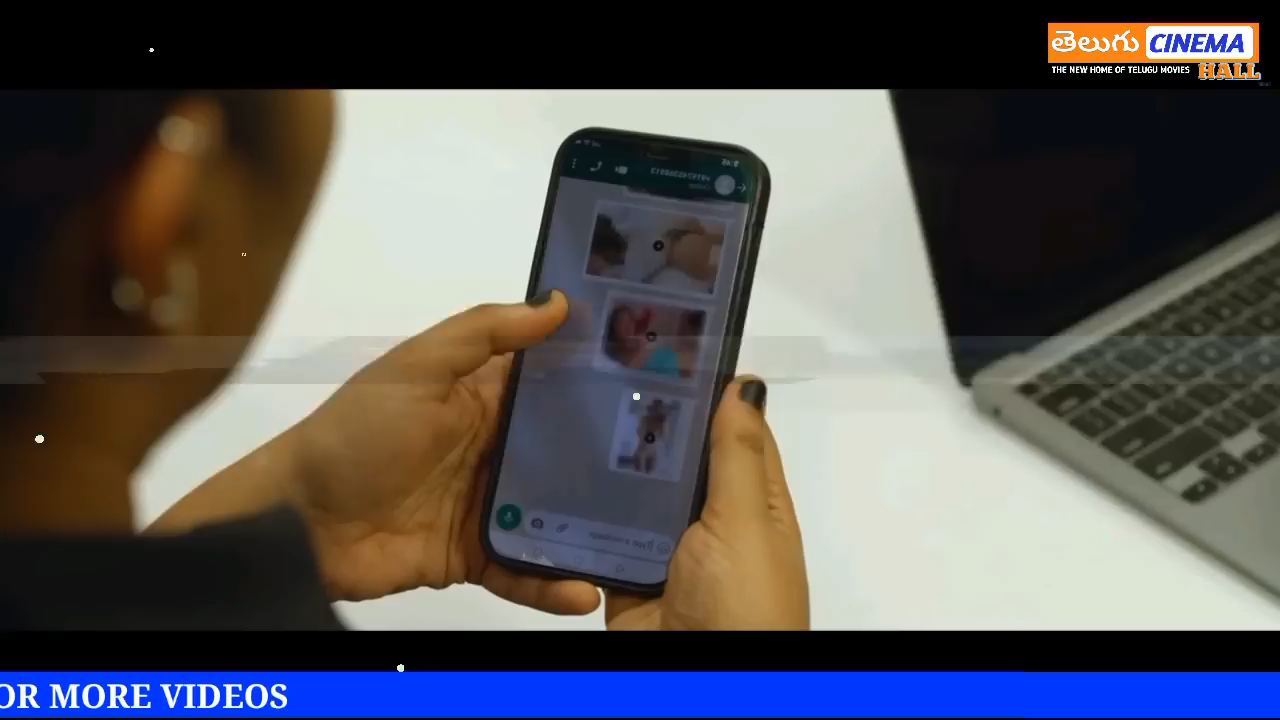 తెలుగు CINEMA
THE NEW HOME OF TELUGU MOVIES HALL
OR MORE VIDEOS